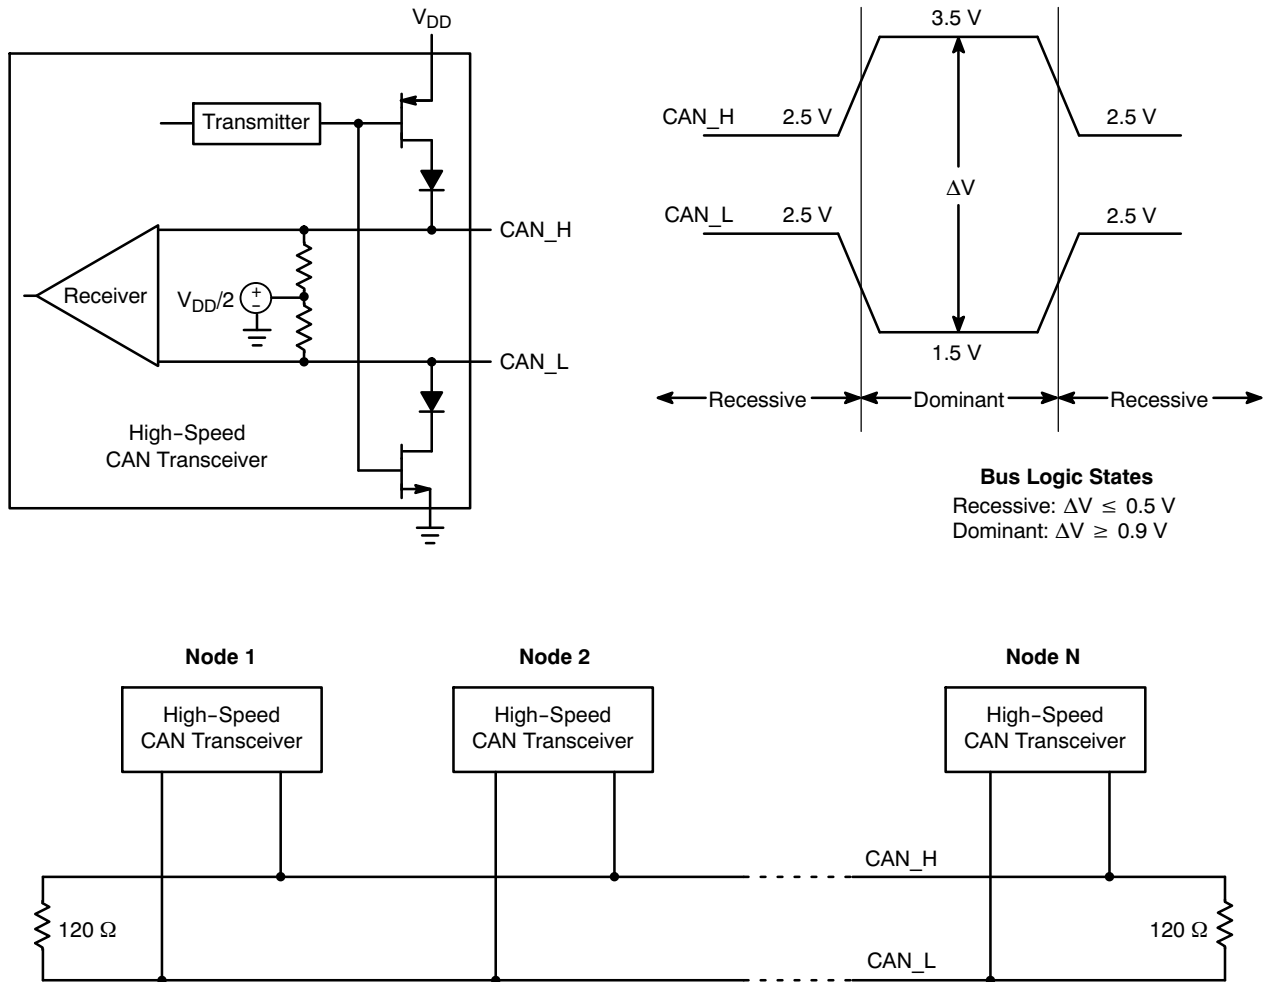 V_DD
Transmitter
CAN_H
Receiver
V_DD/2
+
−
CAN_L
High−Speed
CAN Transceiver
3.5 V
CAN_H 2.5 V
2.5 V
ΔV
CAN_L 2.5 V
2.5 V
1.5 V
Recessive
Dominant
Recessive
Bus Logic States
Recessive: ΔV ≤ 0.5 V
Dominant: ΔV ≥ 0.9 V
Node 1
Node 2
Node N
High−Speed
CAN Transceiver
High−Speed
CAN Transceiver
High−Speed
CAN Transceiver
CAN_H
120 Ω
120 Ω
CAN_L